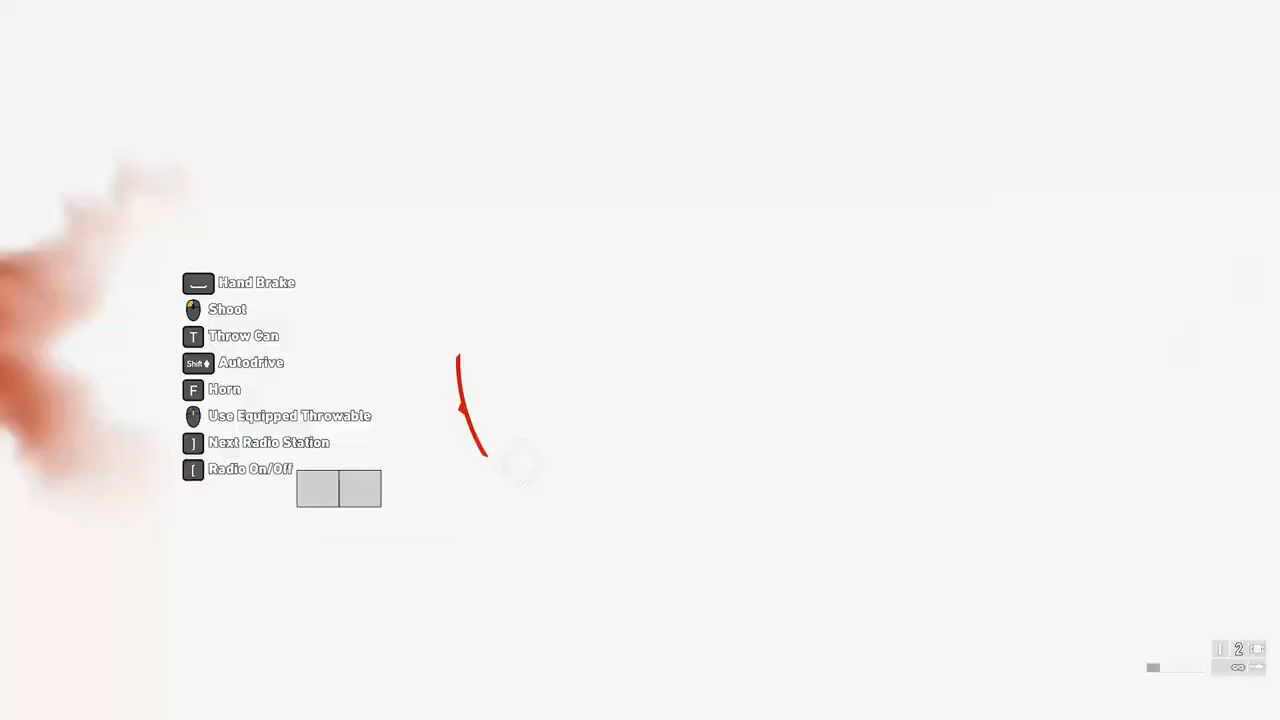 Hand Brake
Shoot
T Throw Can
Shift Autodrive
F Horn
Use Equipped Throwable
] Next Radio Station
[ Radio On/Off
2